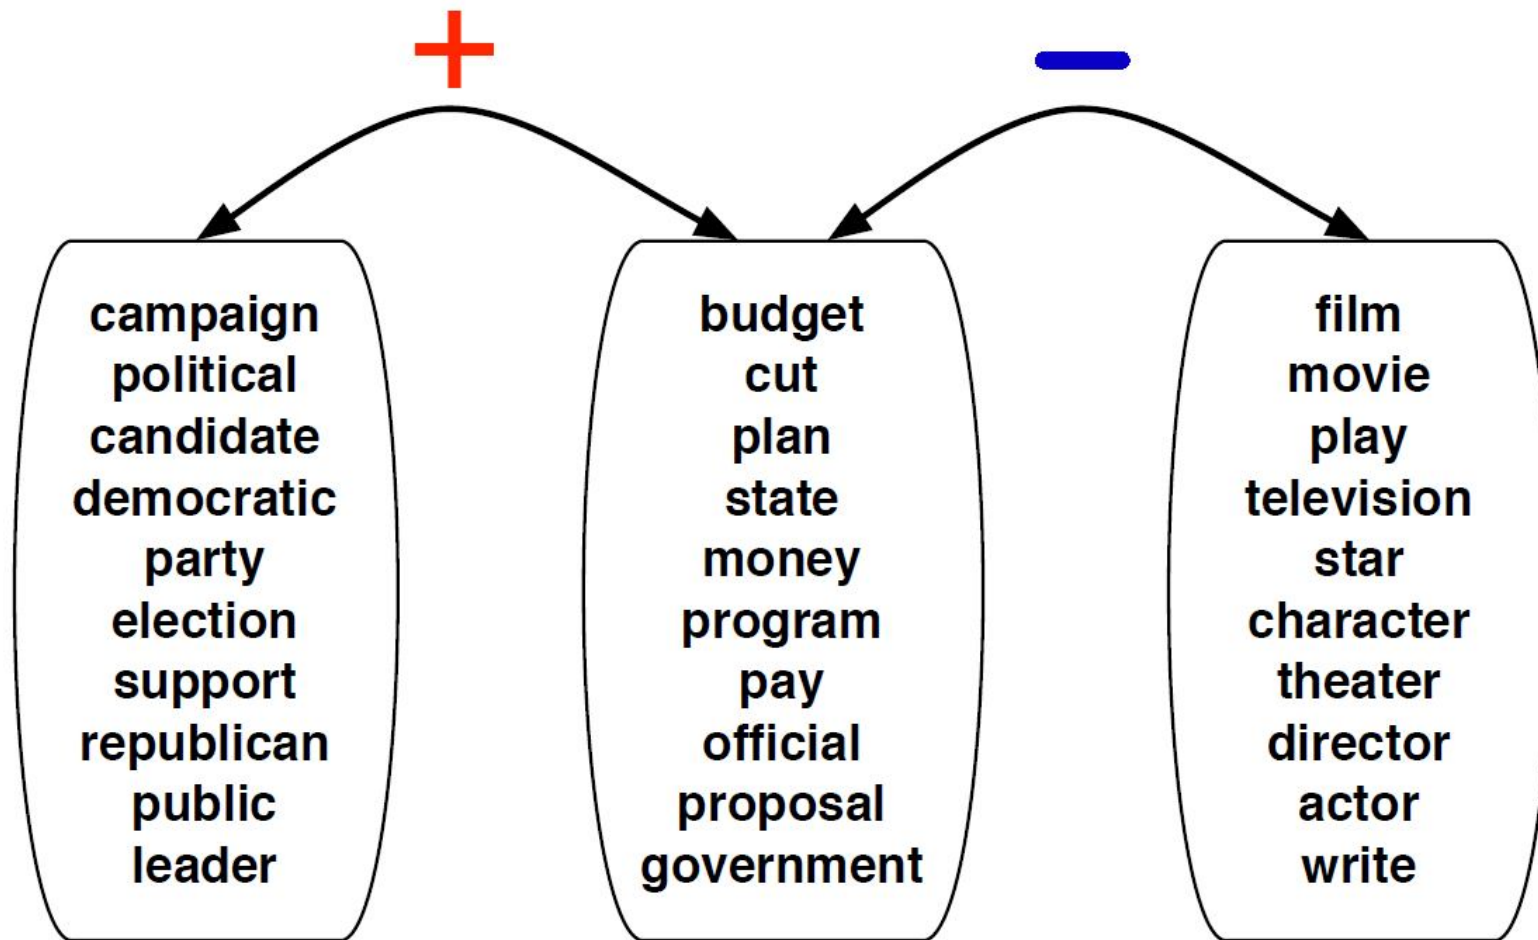 +
−
campaign
political
candidate
democratic
party
election
support
republican
public
leader
budget
cut
plan
state
money
program
pay
official
proposal
government
film
movie
play
television
star
character
theater
director
actor
write